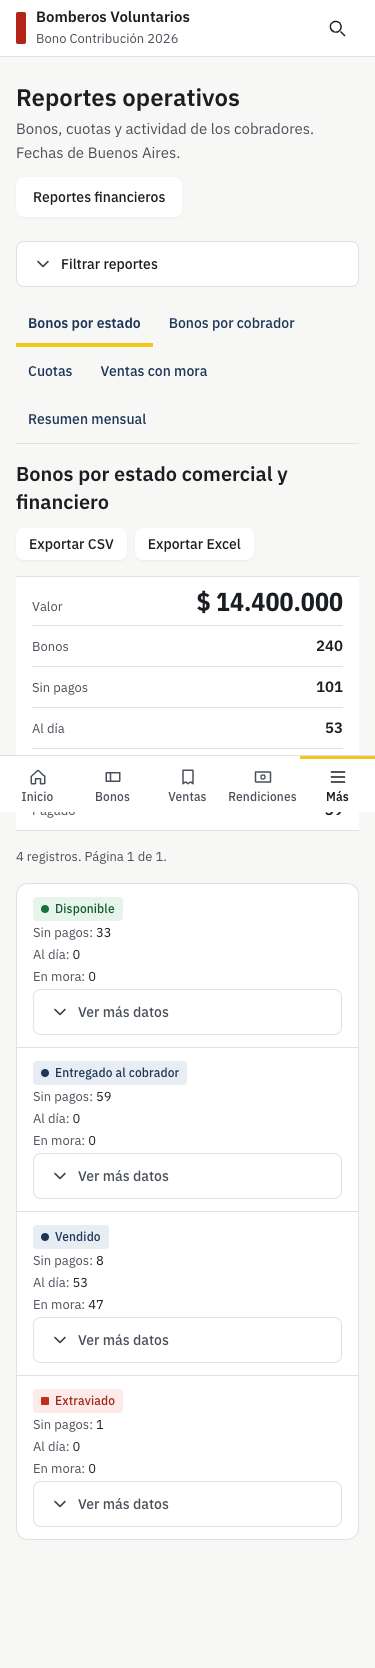 Bomberos Voluntarios
Bono Contribución 2026
Reportes operativos
Bonos, cuotas y actividad de los cobradores.
Fechas de Buenos Aires.
Reportes financieros
Filtrar reportes
Bonos por estado
Bonos por cobrador
Cuotas
Ventas con mora
Resumen mensual
Bonos por estado comercial y
financiero
Exportar CSV
Exportar Excel
Valor
$ 14.400.000
Bonos
240
Sin pagos
101
Al día
53
Inicio
Bonos
Ventas
Rendiciones
Más
4 registros. Página 1 de 1.
Disponible
Sin pagos: 33
Al día: 0
En mora: 0
Ver más datos
Entregado al cobrador
Sin pagos: 59
Al día: 0
En mora: 0
Ver más datos
Vendido
Sin pagos: 8
Al día: 53
En mora: 47
Ver más datos
Extraviado
Sin pagos: 1
Al día: 0
En mora: 0
Ver más datos